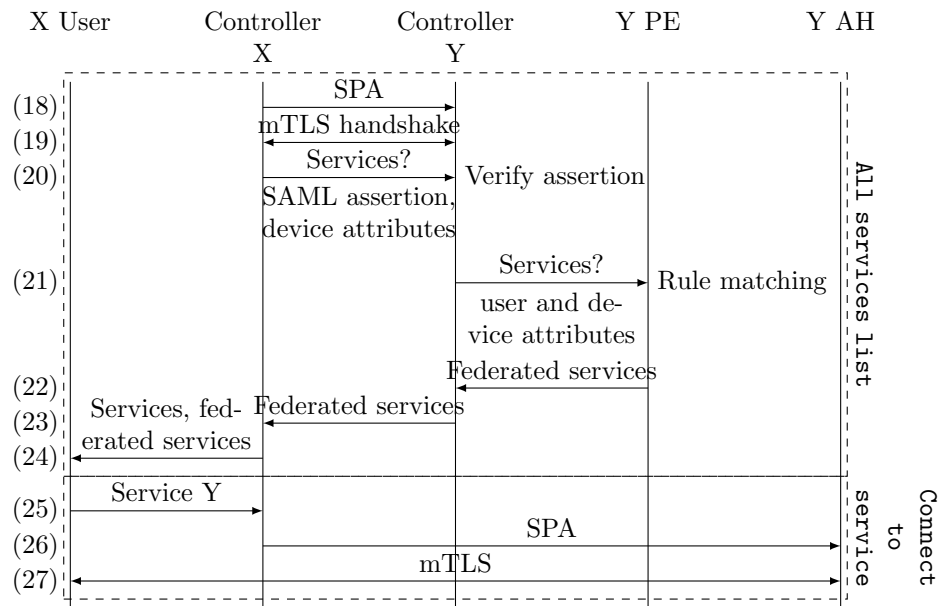 X User Controller Controller Y PE Y AH
X Y
(18) SPA
(19) mTLS handshake
(20) Services? Verify assertion
SAML assertion,
device attributes
(21) Services? Rule matching
user and de-
vice attributes
(22) Federated services
(23) Federated services
Services, fed-
erated services
(24)
All services list
(25) Service Y
(26) SPA
(27) mTLS
Connect
to
service